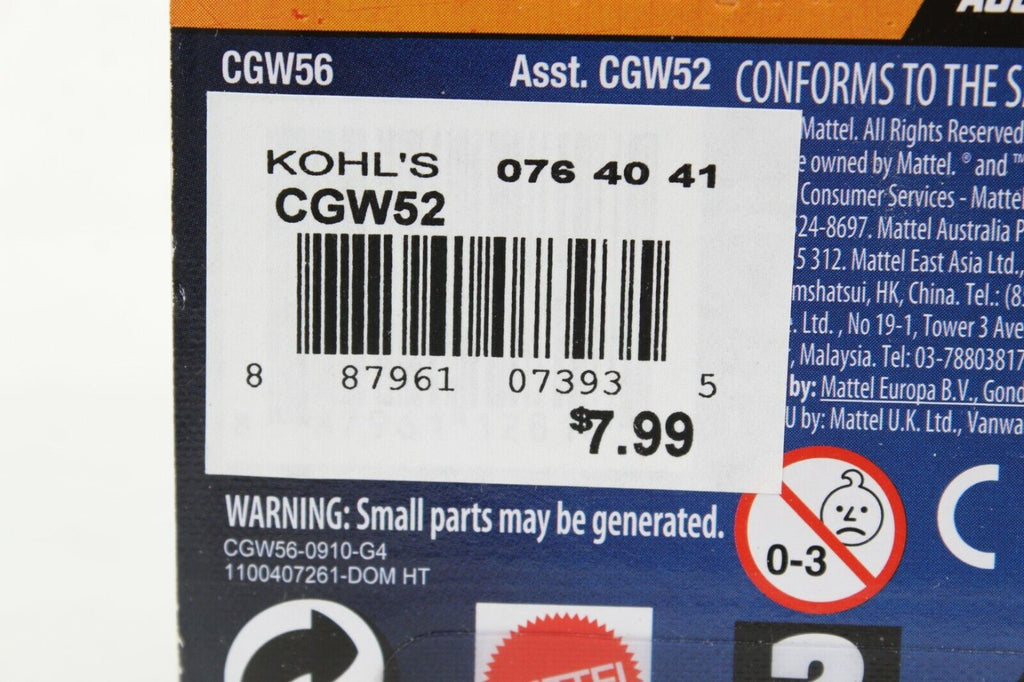 CGW56 Asst. CGW52 CONFORMS TO THE
KOHL'S 076 40 41
CGW52
8 87961 07393 5
$7.99
Mattel. All Rights Reserved
owned by Mattel. ® and ™
Consumer Services - Mattel
24-8697. Mattel Australia P
5 312. Mattel East Asia Ltd.,
mshatsui, HK, China. Tel.: (8
. Ltd. , No 19-1, Tower 3 Ave
, Malaysia. Tel: 03-78803817
by: Mattel Europa B.V., Gond
U by: Mattel U.K. Ltd., Vanwa
WARNING: Small parts may be generated.
CGW56-0910-G4
1100407261-DOM HT
0-3
CE
MATTEL